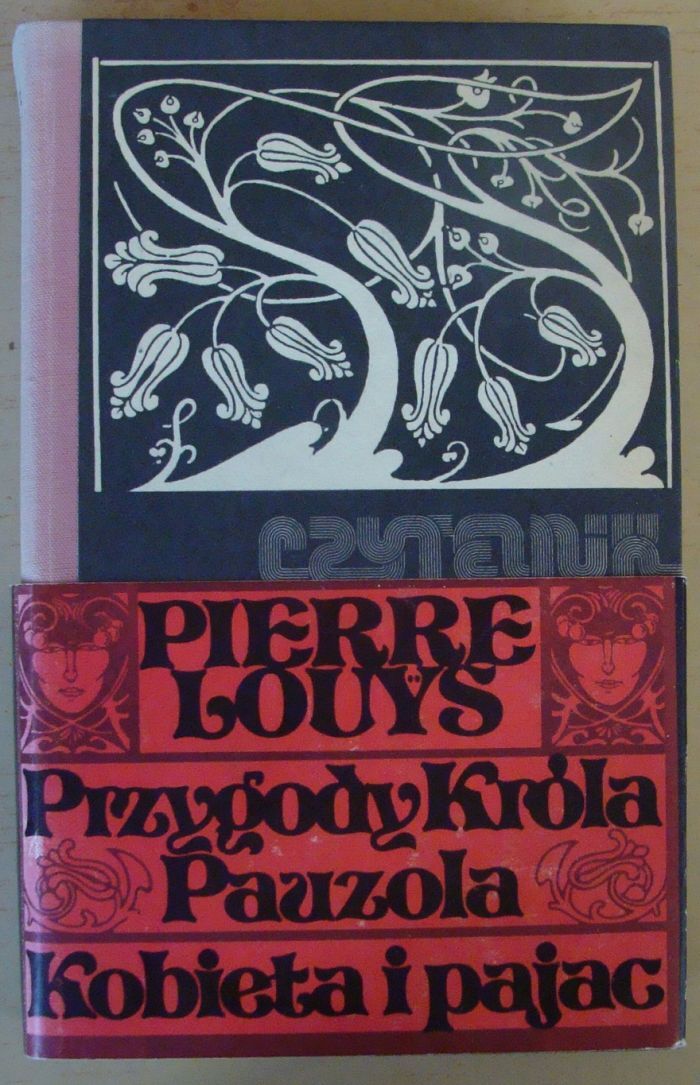 CZYTELNIK
PIERRE
LOUŸS
Przygody Króla
Pauzola
Kobieta i pajac